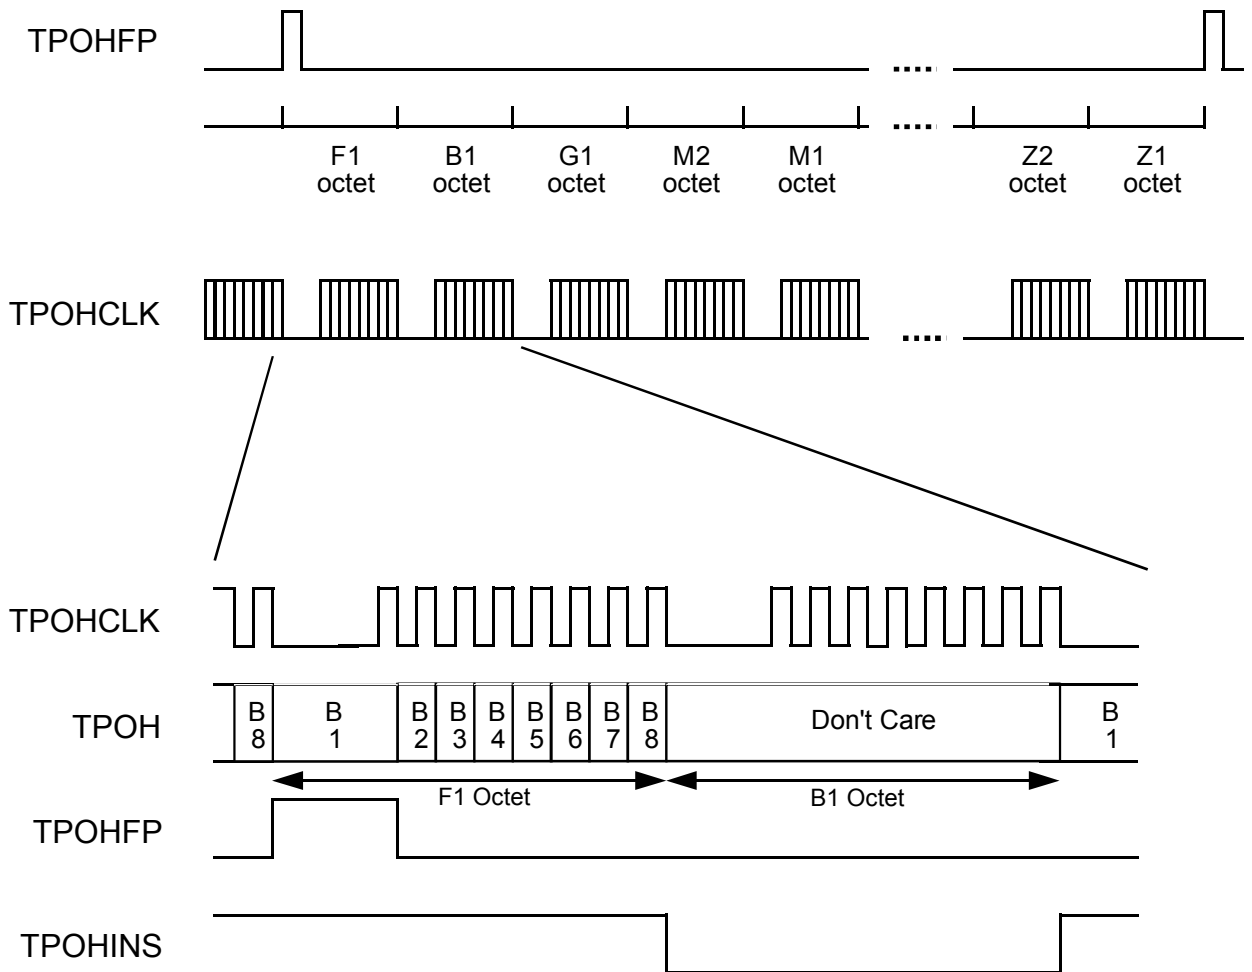 TPOHFP
F1 B1 G1 M2 M1 Z2 Z1
octet octet octet octet octet octet octet
TPOHCLK
TPOHCLK
TPOH
B B B B B B B B B Don't Care B
8 1 2 3 4 5 6 7 8 1
F1 Octet B1 Octet
TPOHFP
TPOHINS